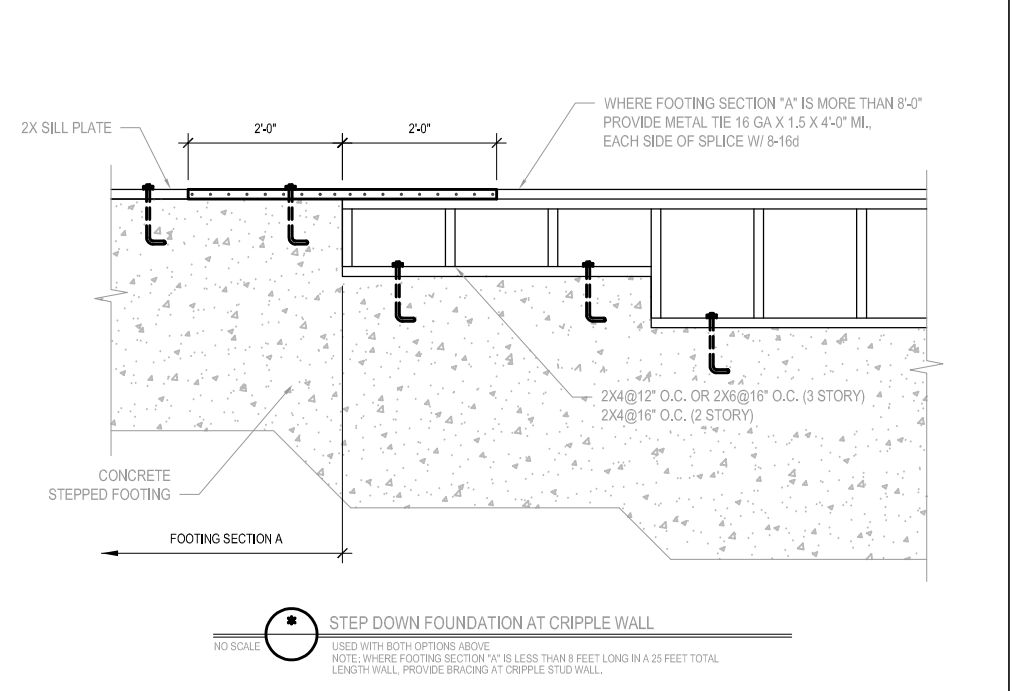 WHERE FOOTING SECTION "A" IS MORE THAN 8'-0"
PROVIDE METAL TIE 16 GA X 1.5 X 4'-0" MI.,
EACH SIDE OF SPLICE W/ 8-16d
2X SILL PLATE
2'-0"
2'-0"
2X4@12" O.C. OR 2X6@16" O.C. (3 STORY)
2X4@16" O.C. (2 STORY)
CONCRETE
STEPPED FOOTING
FOOTING SECTION A
*
STEP DOWN FOUNDATION AT CRIPPLE WALL
NO SCALE
USED WITH BOTH OPTIONS ABOVE
NOTE: WHERE FOOTING SECTION "A" IS LESS THAN 8 FEET LONG IN A 25 FEET TOTAL
LENGTH WALL, PROVIDE BRACING AT CRIPPLE STUD WALL.